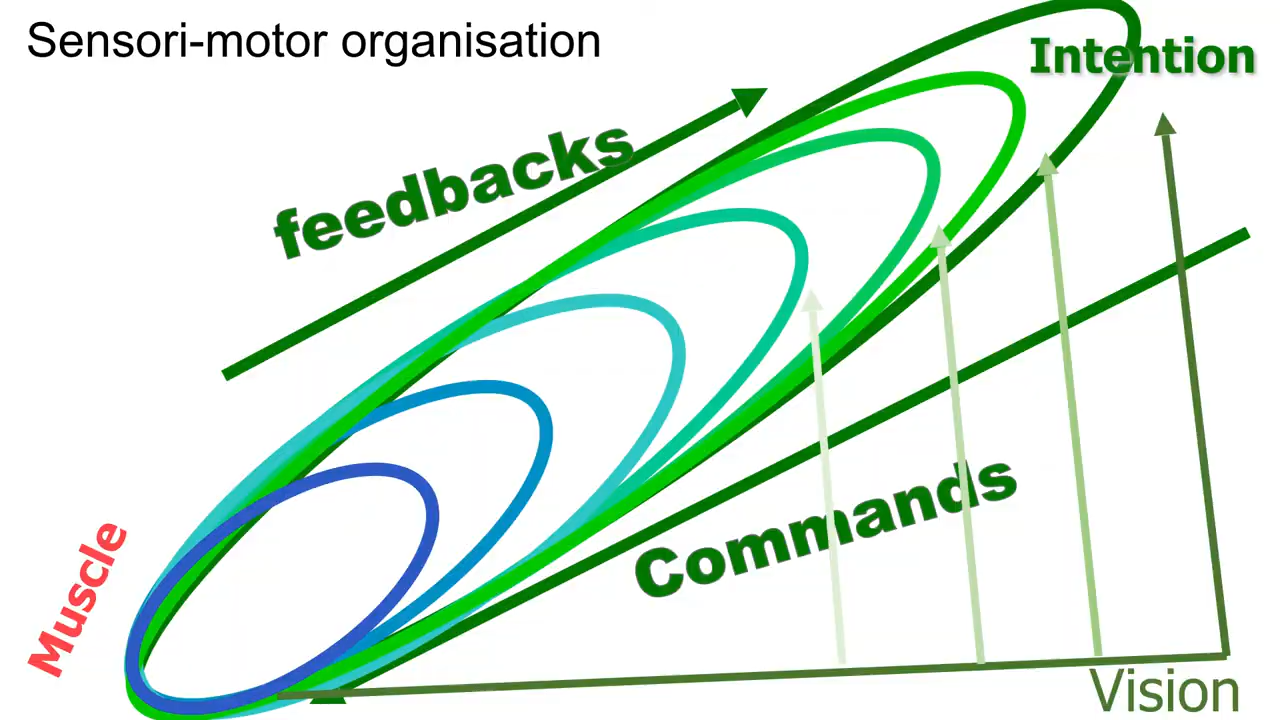 Sensori-motor organisation
Intention
feedbacks
Commands
Muscle
Vision